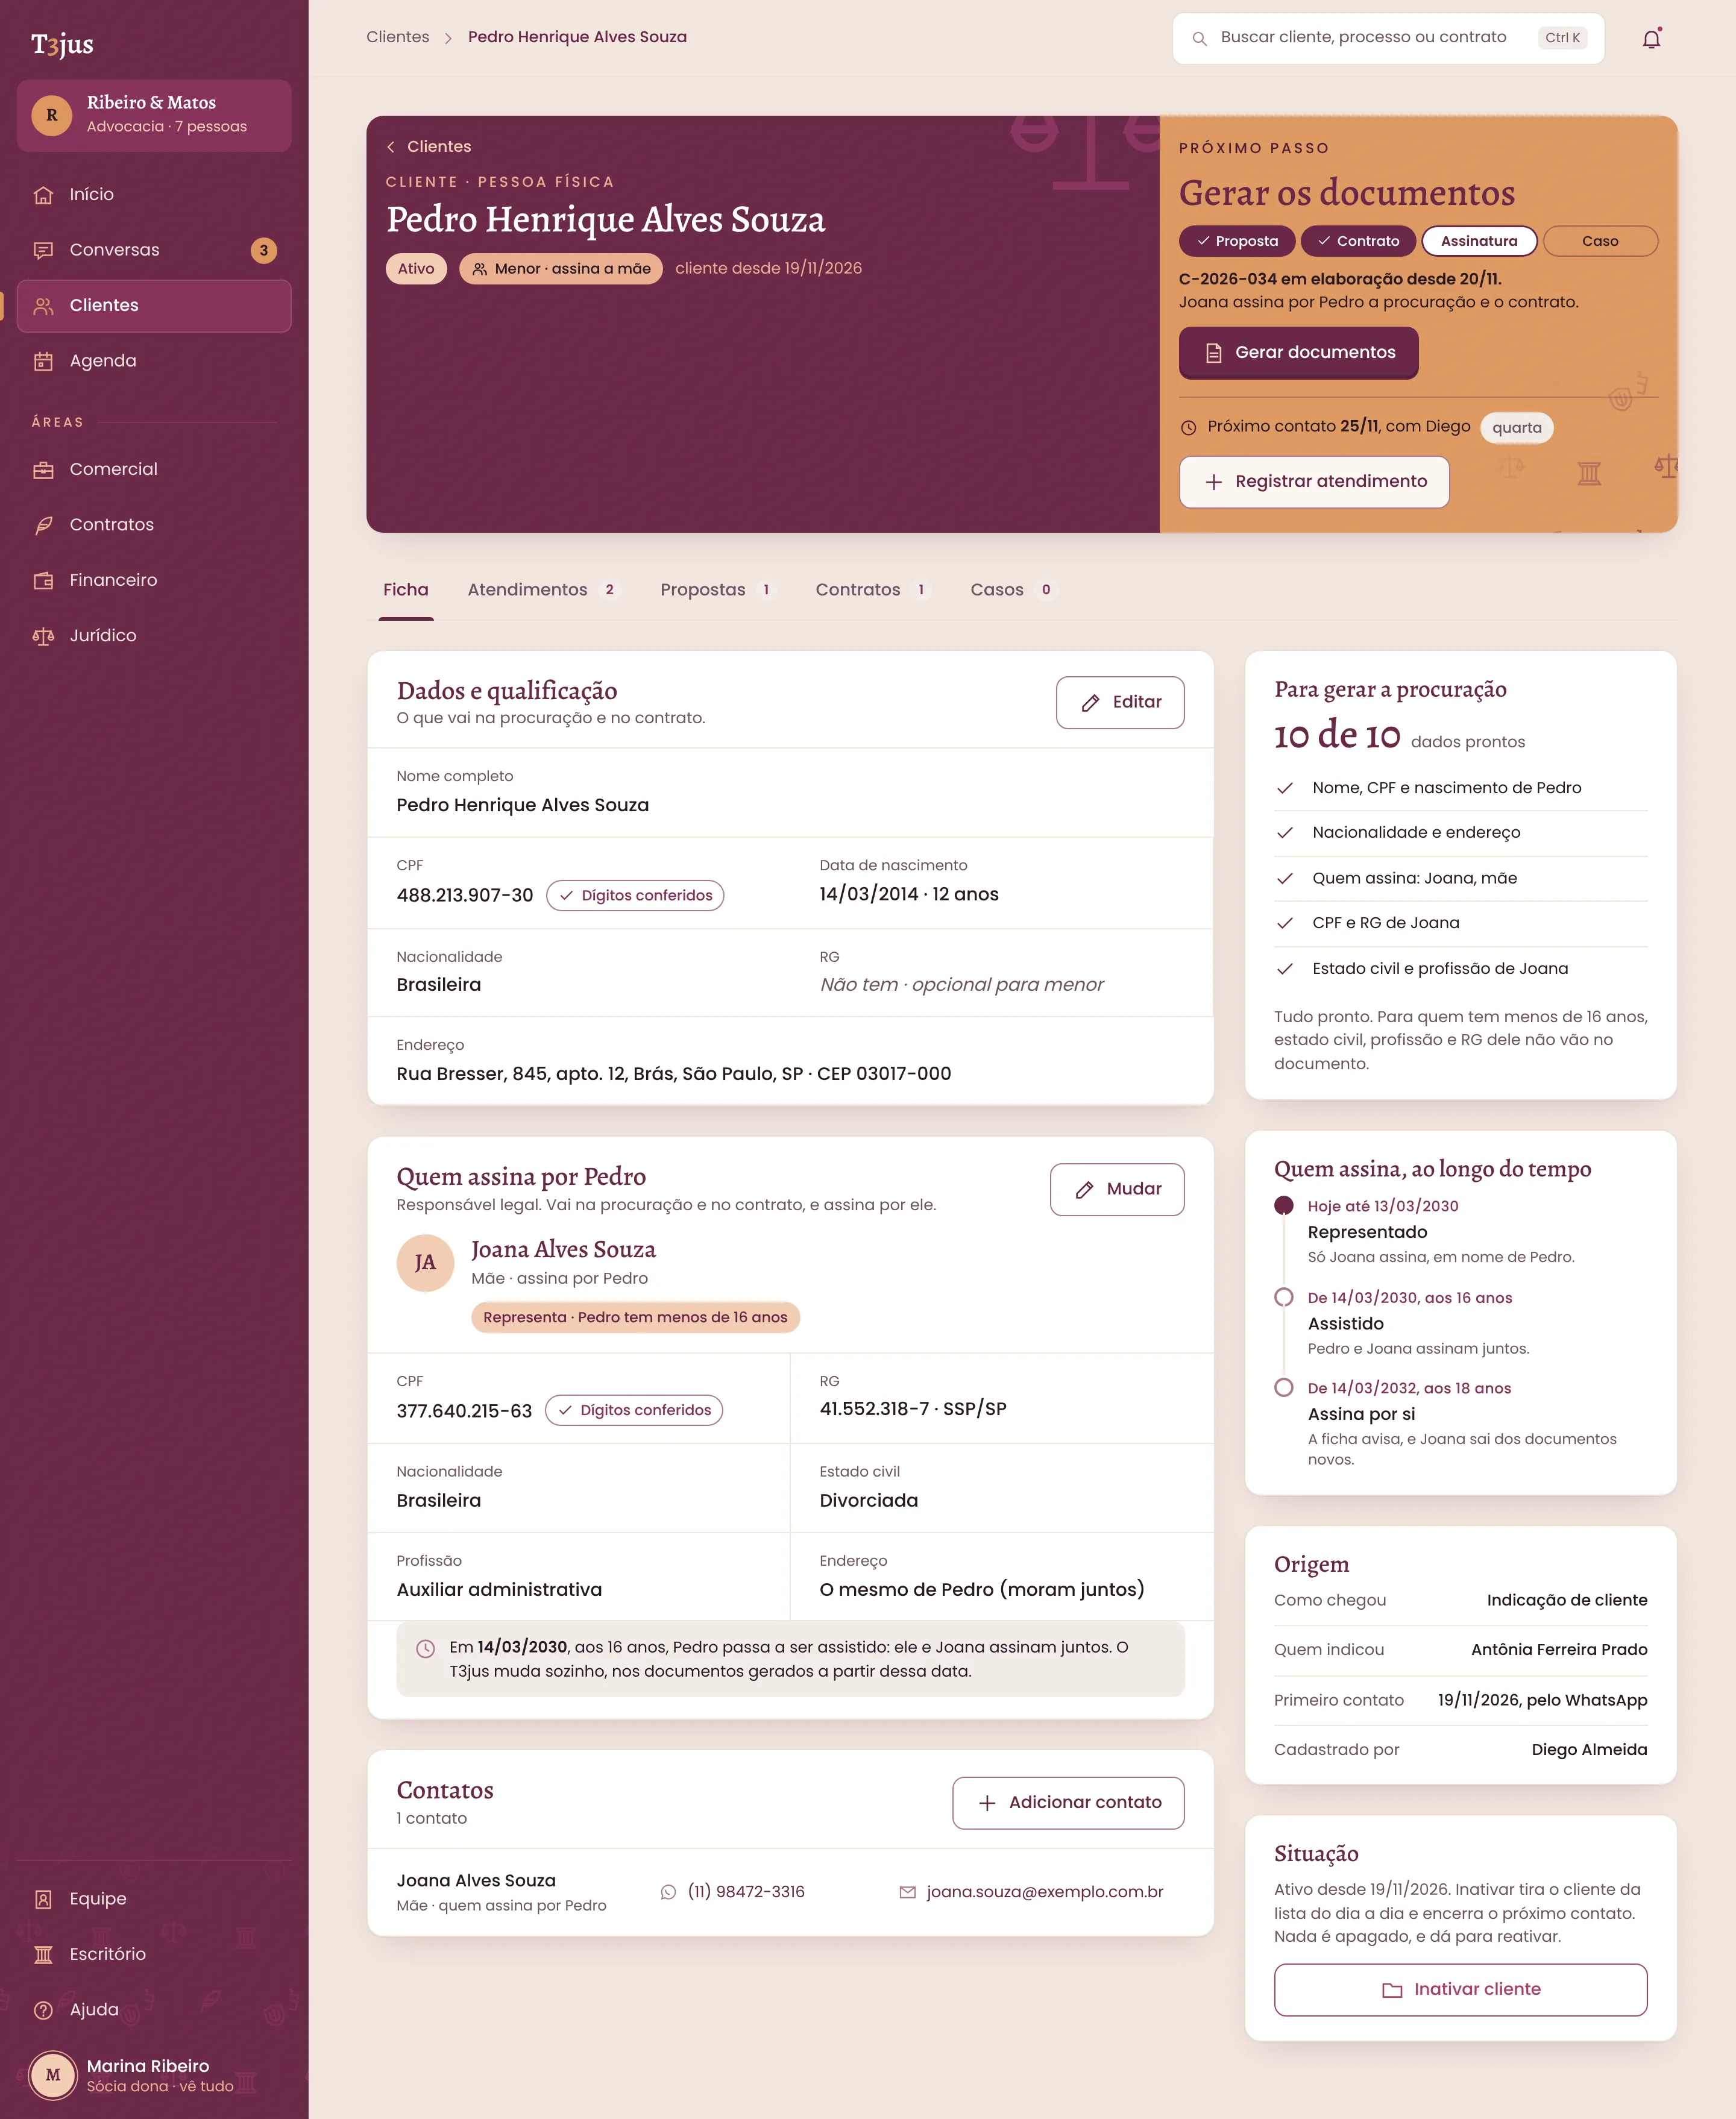 T3jus
R
Ribeiro & Matos
Advocacia · 7 pessoas
Início
Conversas 3
Clientes
Agenda
ÁREAS
Comercial
Contratos
Financeiro
Jurídico
Equipe
Escritório
Ajuda
M
Marina Ribeiro
Sócia dona · vê tudo
Clientes Pedro Henrique Alves Souza
Buscar cliente, processo ou contrato Ctrl K
Clientes
CLIENTE · PESSOA FÍSICA
Pedro Henrique Alves Souza
Ativo Menor · assina a mãe cliente desde 19/11/2026
PRÓXIMO PASSO
Gerar os documentos
Proposta Contrato Assinatura Caso
C-2026-034 em elaboração desde 20/11.
Joana assina por Pedro a procuração e o contrato.
Gerar documentos
Próximo contato 25/11, com Diego quarta
Registrar atendimento
Ficha Atendimentos 2 Propostas 1 Contratos 1 Casos 0
Dados e qualificação
O que vai na procuração e no contrato.
Editar
Nome completo
Pedro Henrique Alves Souza
CPF
488.213.907-30 Dígitos conferidos
Data de nascimento
14/03/2014 · 12 anos
Nacionalidade
Brasileira
RG
Não tem · opcional para menor
Endereço
Rua Bresser, 845, apto. 12, Brás, São Paulo, SP · CEP 03017-000
Quem assina por Pedro
Responsável legal. Vai na procuração e no contrato, e assina por ele.
Mudar
JA
Joana Alves Souza
Mãe · assina por Pedro
Representa · Pedro tem menos de 16 anos
CPF
377.640.215-63 Dígitos conferidos
RG
41.552.318-7 · SSP/SP
Nacionalidade
Brasileira
Estado civil
Divorciada
Profissão
Auxiliar administrativa
Endereço
O mesmo de Pedro (moram juntos)
Em 14/03/2030, aos 16 anos, Pedro passa a ser assistido: ele e Joana assinam juntos. O
T3jus muda sozinho, nos documentos gerados a partir dessa data.
Contatos
1 contato
Adicionar contato
Joana Alves Souza
Mãe · quem assina por Pedro
(11) 98472-3316
joana.souza@exemplo.com.br
Para gerar a procuração
10 de 10 dados prontos
Nome, CPF e nascimento de Pedro
Nacionalidade e endereço
Quem assina: Joana, mãe
CPF e RG de Joana
Estado civil e profissão de Joana
Tudo pronto. Para quem tem menos de 16 anos,
estado civil, profissão e RG dele não vão no
documento.
Quem assina, ao longo do tempo
Hoje até 13/03/2030
Representado
Só Joana assina, em nome de Pedro.
De 14/03/2030, aos 16 anos
Assistido
Pedro e Joana assinam juntos.
De 14/03/2032, aos 18 anos
Assina por si
A ficha avisa, e Joana sai dos documentos
novos.
Origem
Como chegou Indicação de cliente
Quem indicou Antônia Ferreira Prado
Primeiro contato 19/11/2026, pelo WhatsApp
Cadastrado por Diego Almeida
Situação
Ativo desde 19/11/2026. Inativar tira o cliente da
lista do dia a dia e encerra o próximo contato.
Nada é apagado, e dá para reativar.
Inativar cliente